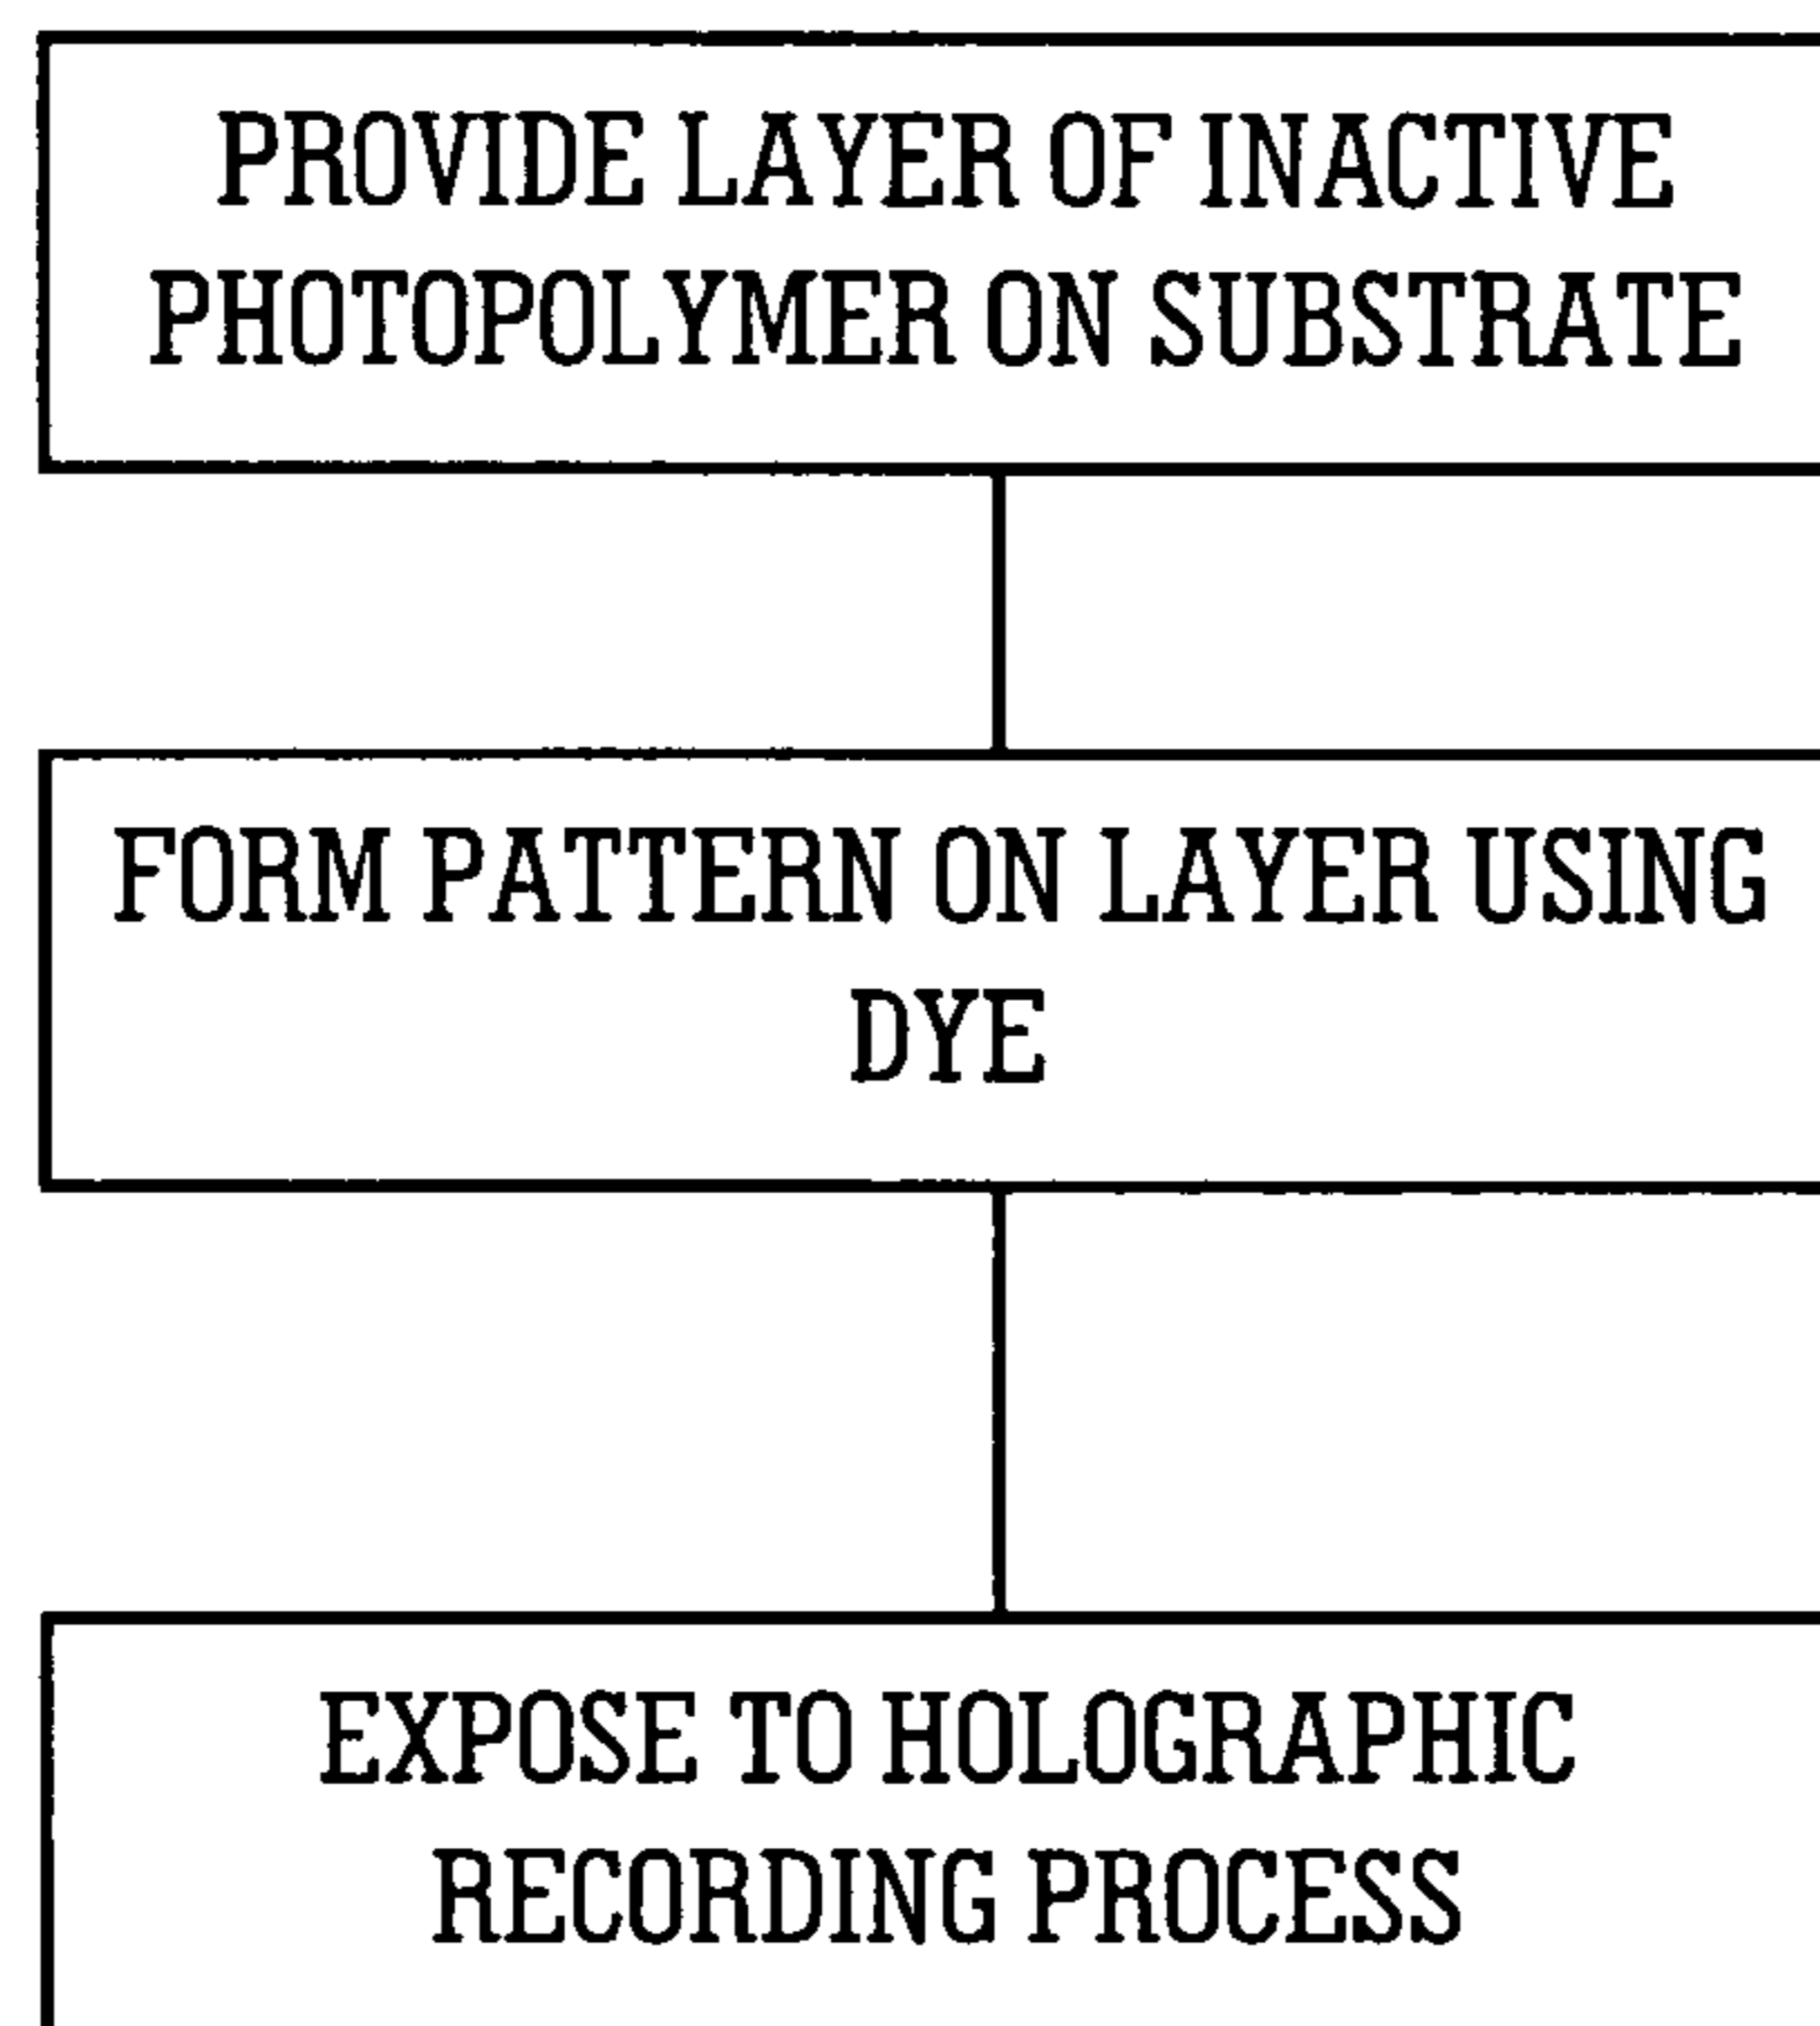 PROVIDE LAYER OF INACTIVE
PHOTOPOLYMER ON SUBSTRATE
FORM PATTERN ON LAYER USING
DYE
EXPOSE TO HOLOGRAPHIC
RECORDING PROCESS